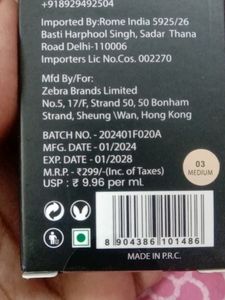 +918929492504
Imported By:Rome India 5925/26
Basti Harphool Singh, Sadar Thana
Road Delhi-110006
Importers Lic No.Cos. 002270
Mfd By/For:
Zebra Brands Limited
No.5, 17/F, Strand 50, 50 Bonham
Strand, Sheung \Wan, Hong Kong
BATCH NO. - 202401F020A
MFG. DATE - 01/2024
EXP. DATE - 01/2028
M.R.P. - ₹299/-(Inc. of Taxes)
USP : ₹ 9.96 per mL
03
MEDIUM
8 904386 101486
MADE IN P.R.C.